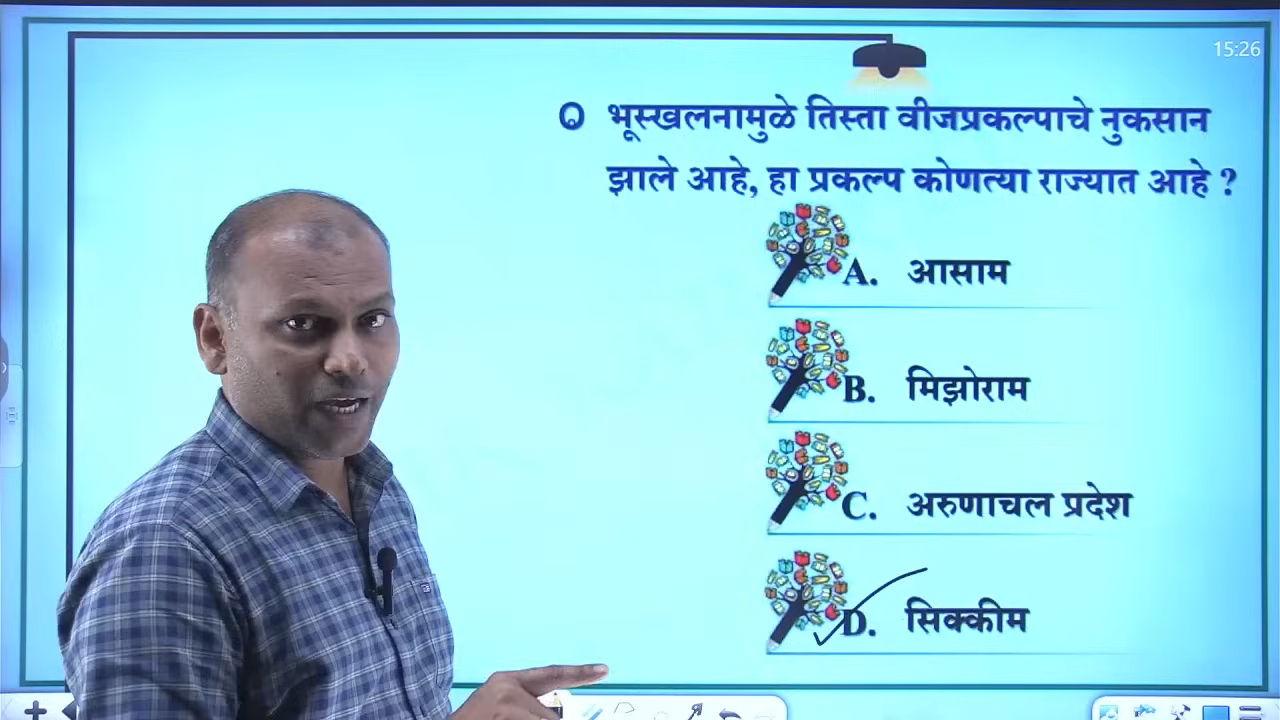 15:26
Q भूस्खलनामुळे तिस्ता वीजप्रकल्पाचे नुकसान
झाले आहे, हा प्रकल्प कोणत्या राज्यात आहे ?
A. आसाम
B. मिझोराम
C. अरुणाचल प्रदेश
D. सिक्कीम